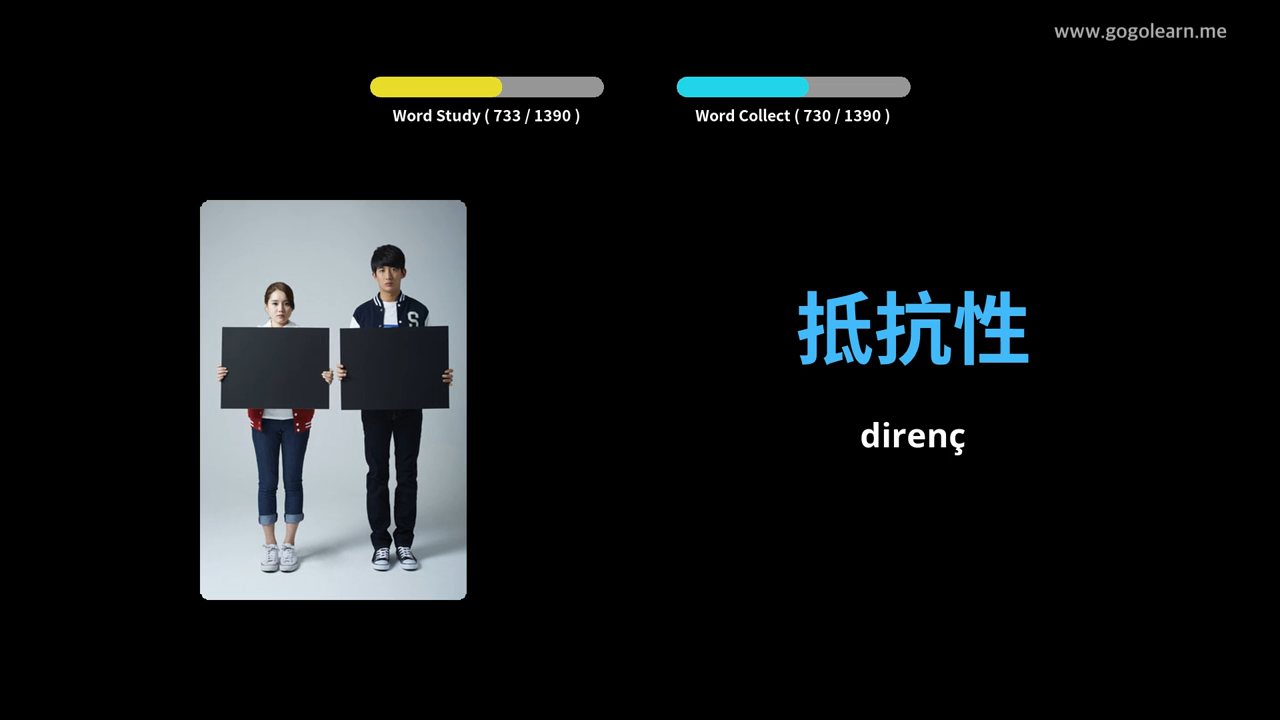 www.gogolearn.me
Word Study ( 733 / 1390 )
Word Collect ( 730 / 1390 )
S
抵抗性
direnç